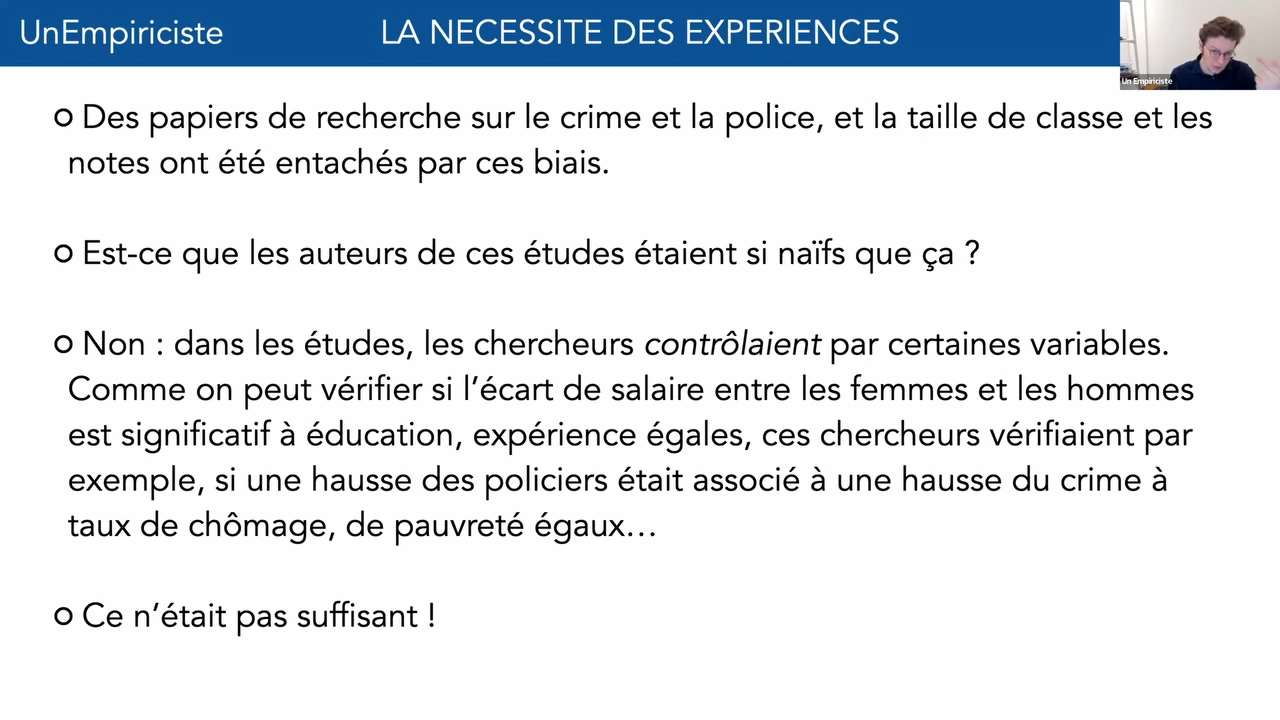 UnEmpiriciste
LA NECESSITE DES EXPERIENCES
Un Empiriciste
Des papiers de recherche sur le crime et la police, et la taille de classe et les
notes ont été entachés par ces biais.
Est-ce que les auteurs de ces études étaient si naïfs que ça ?
Non : dans les études, les chercheurs contrôlaient par certaines variables.
Comme on peut vérifier si l’écart de salaire entre les femmes et les hommes
est significatif à éducation, expérience égales, ces chercheurs vérifiaient par
exemple, si une hausse des policiers était associé à une hausse du crime à
taux de chômage, de pauvreté égaux…
Ce n’était pas suffisant !